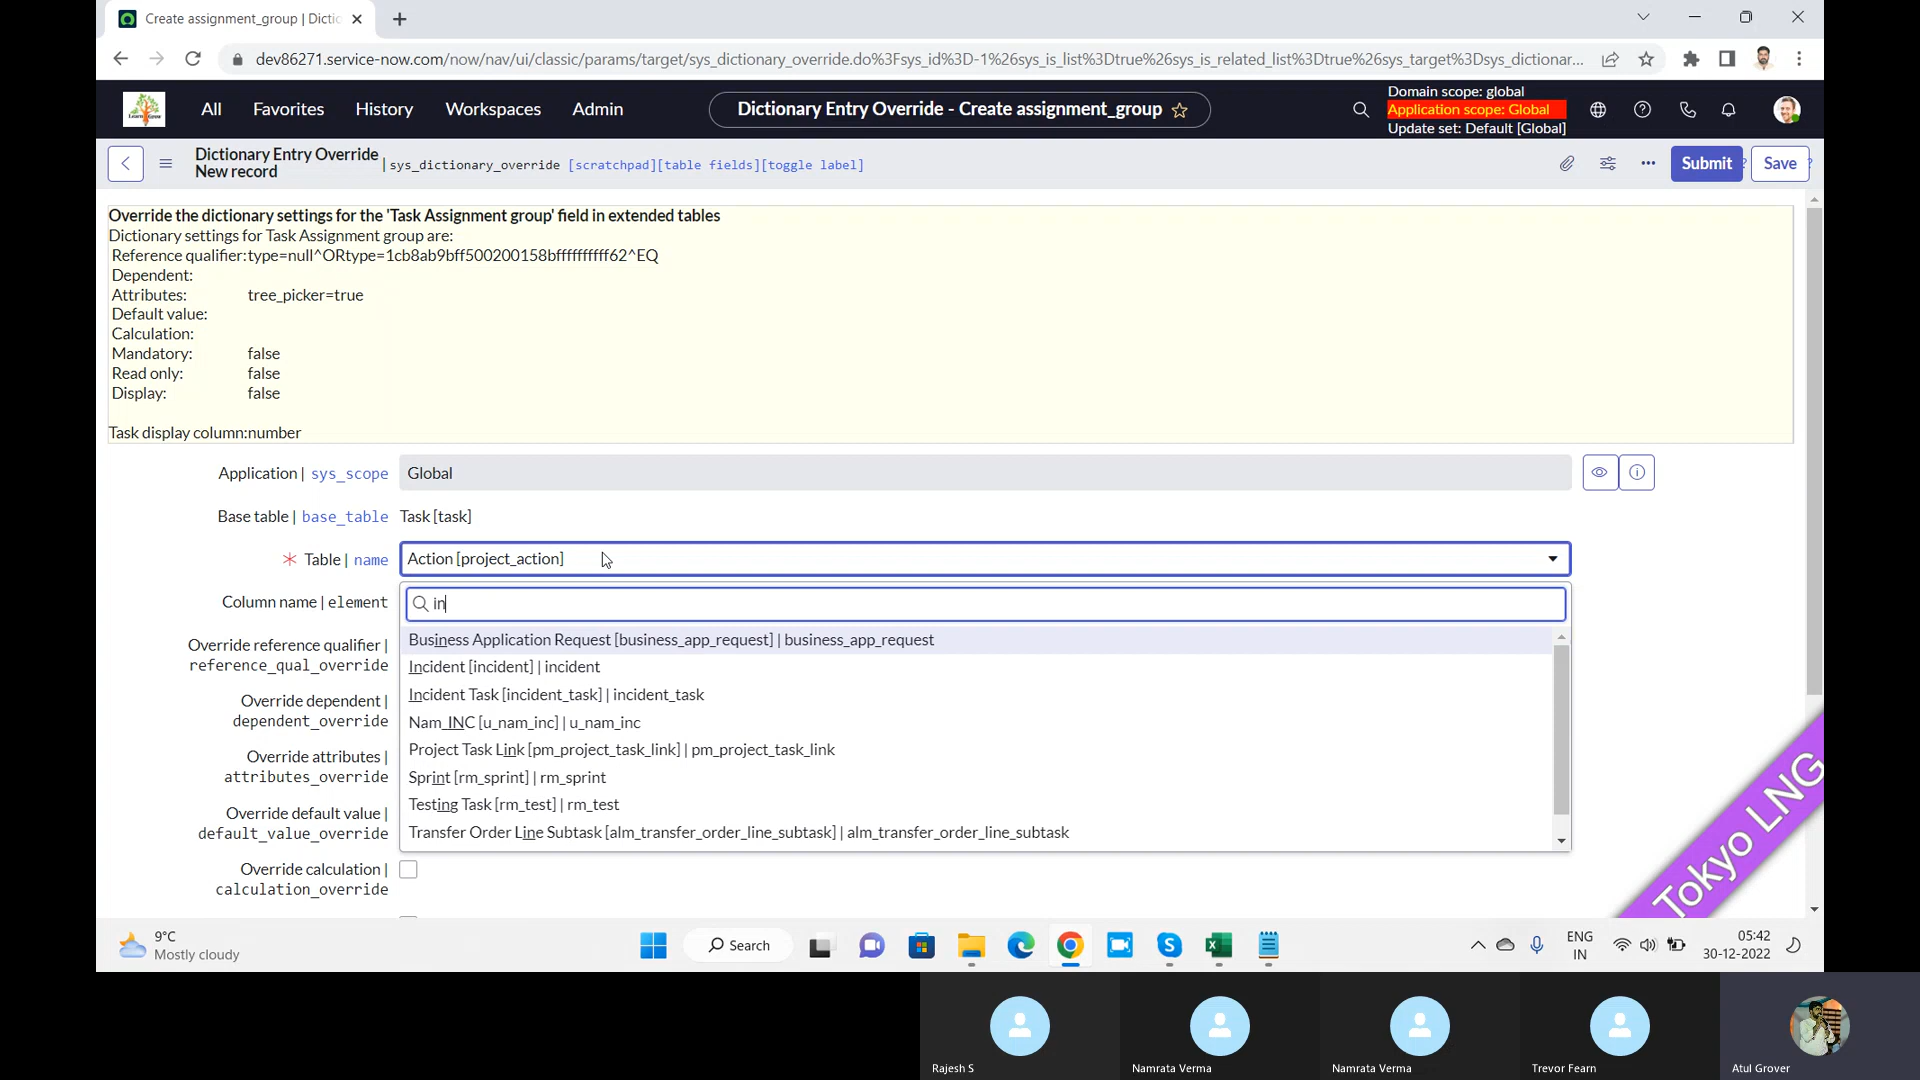 Create assignment_group | Dictic
dev86271.service-now.com/now/nav/ui/classic/params/target/sys_dictionary_override.do%3Fsys_id%3D-1%26sys_is_list%3Dtrue%26sys_is_related_list%3Dtrue%26sys_target%3Dsys_dictionar...
All Favorites History Workspaces Admin
Dictionary Entry Override - Create assignment_group
Domain scope: global
Application scope: Global
Update set: Default [Global]
Dictionary Entry Override
New record
|sys_dictionary_override [scratchpad][table fields][toggle label]
Submit
Save
Override the dictionary settings for the 'Task Assignment group' field in extended tables
Dictionary settings for Task Assignment group are:
Reference qualifier:type=null^ORtype=1cb8ab9bff500200158bffffffffff62^EQ
Dependent:
Attributes: tree_picker=true
Default value:
Calculation:
Mandatory: false
Read only: false
Display: false
Task display column:number
Application | sys_scope Global
Base table | base_table Task [task]
Table | name Action [project_action]
Column name | element
in
Business Application Request [business_app_request] | business_app_request
Incident [incident] | incident
Incident Task [incident_task] | incident_task
Nam_INC [u_nam_inc] | u_nam_inc
Project Task Link [pm_project_task_link] | pm_project_task_link
Sprint [rm_sprint] | rm_sprint
Testing Task [rm_test] | rm_test
Transfer Order Line Subtask [alm_transfer_order_line_subtask] | alm_transfer_order_line_subtask
Override reference qualifier |
reference_qual_override
Override dependent |
dependent_override
Override attributes |
attributes_override
Override default value |
default_value_override
Override calculation |
calculation_override
Tokyo LNG
9°C
Mostly cloudy
Search
ENG
IN
05:42
30-12-2022
Rajesh S
Namrata Verma
Namrata Verma
Trevor Fearn
Atul Grover